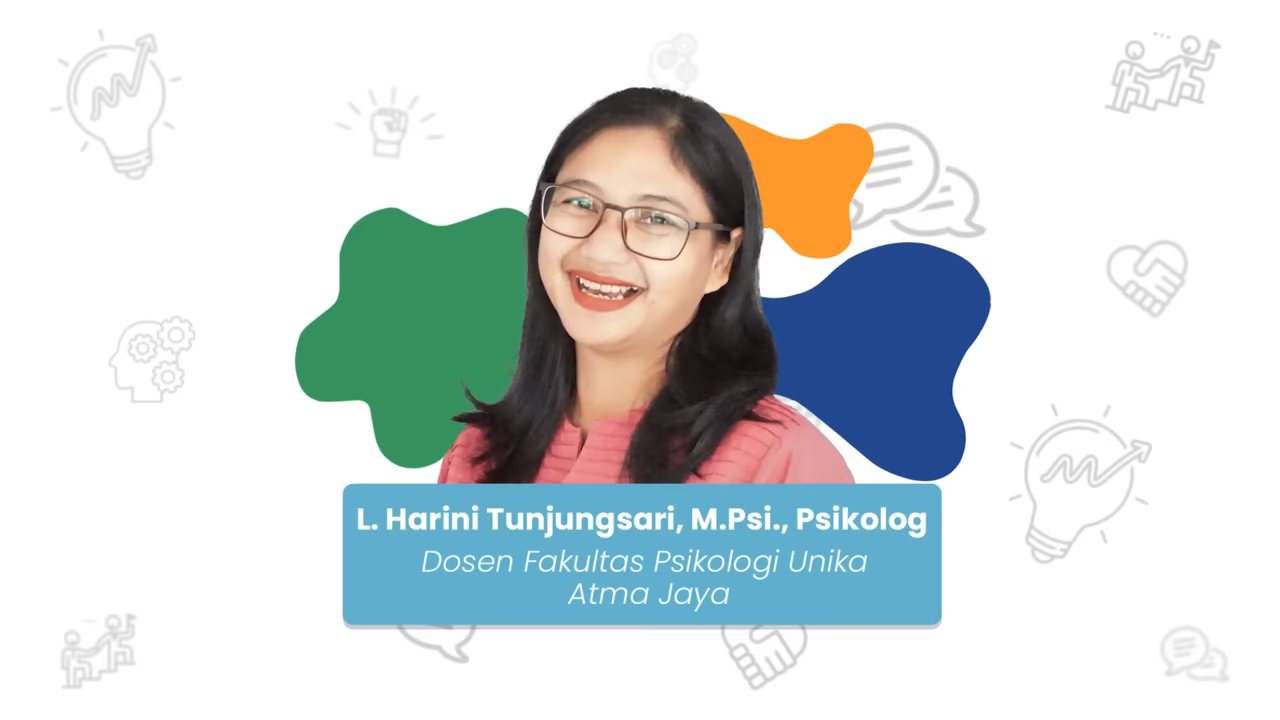 L. Harini Tunjungsari, M.Psi., Psikolog
Dosen Fakultas Psikologi Unika
Atma Jaya